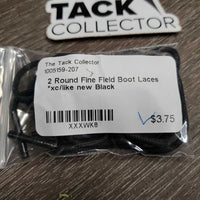 TACK
COLLECTOR
The Tack Collector
1005159-207
2 Round Fine Field Boot Laces
*xc/like new Black
XXXWKB
$3.75